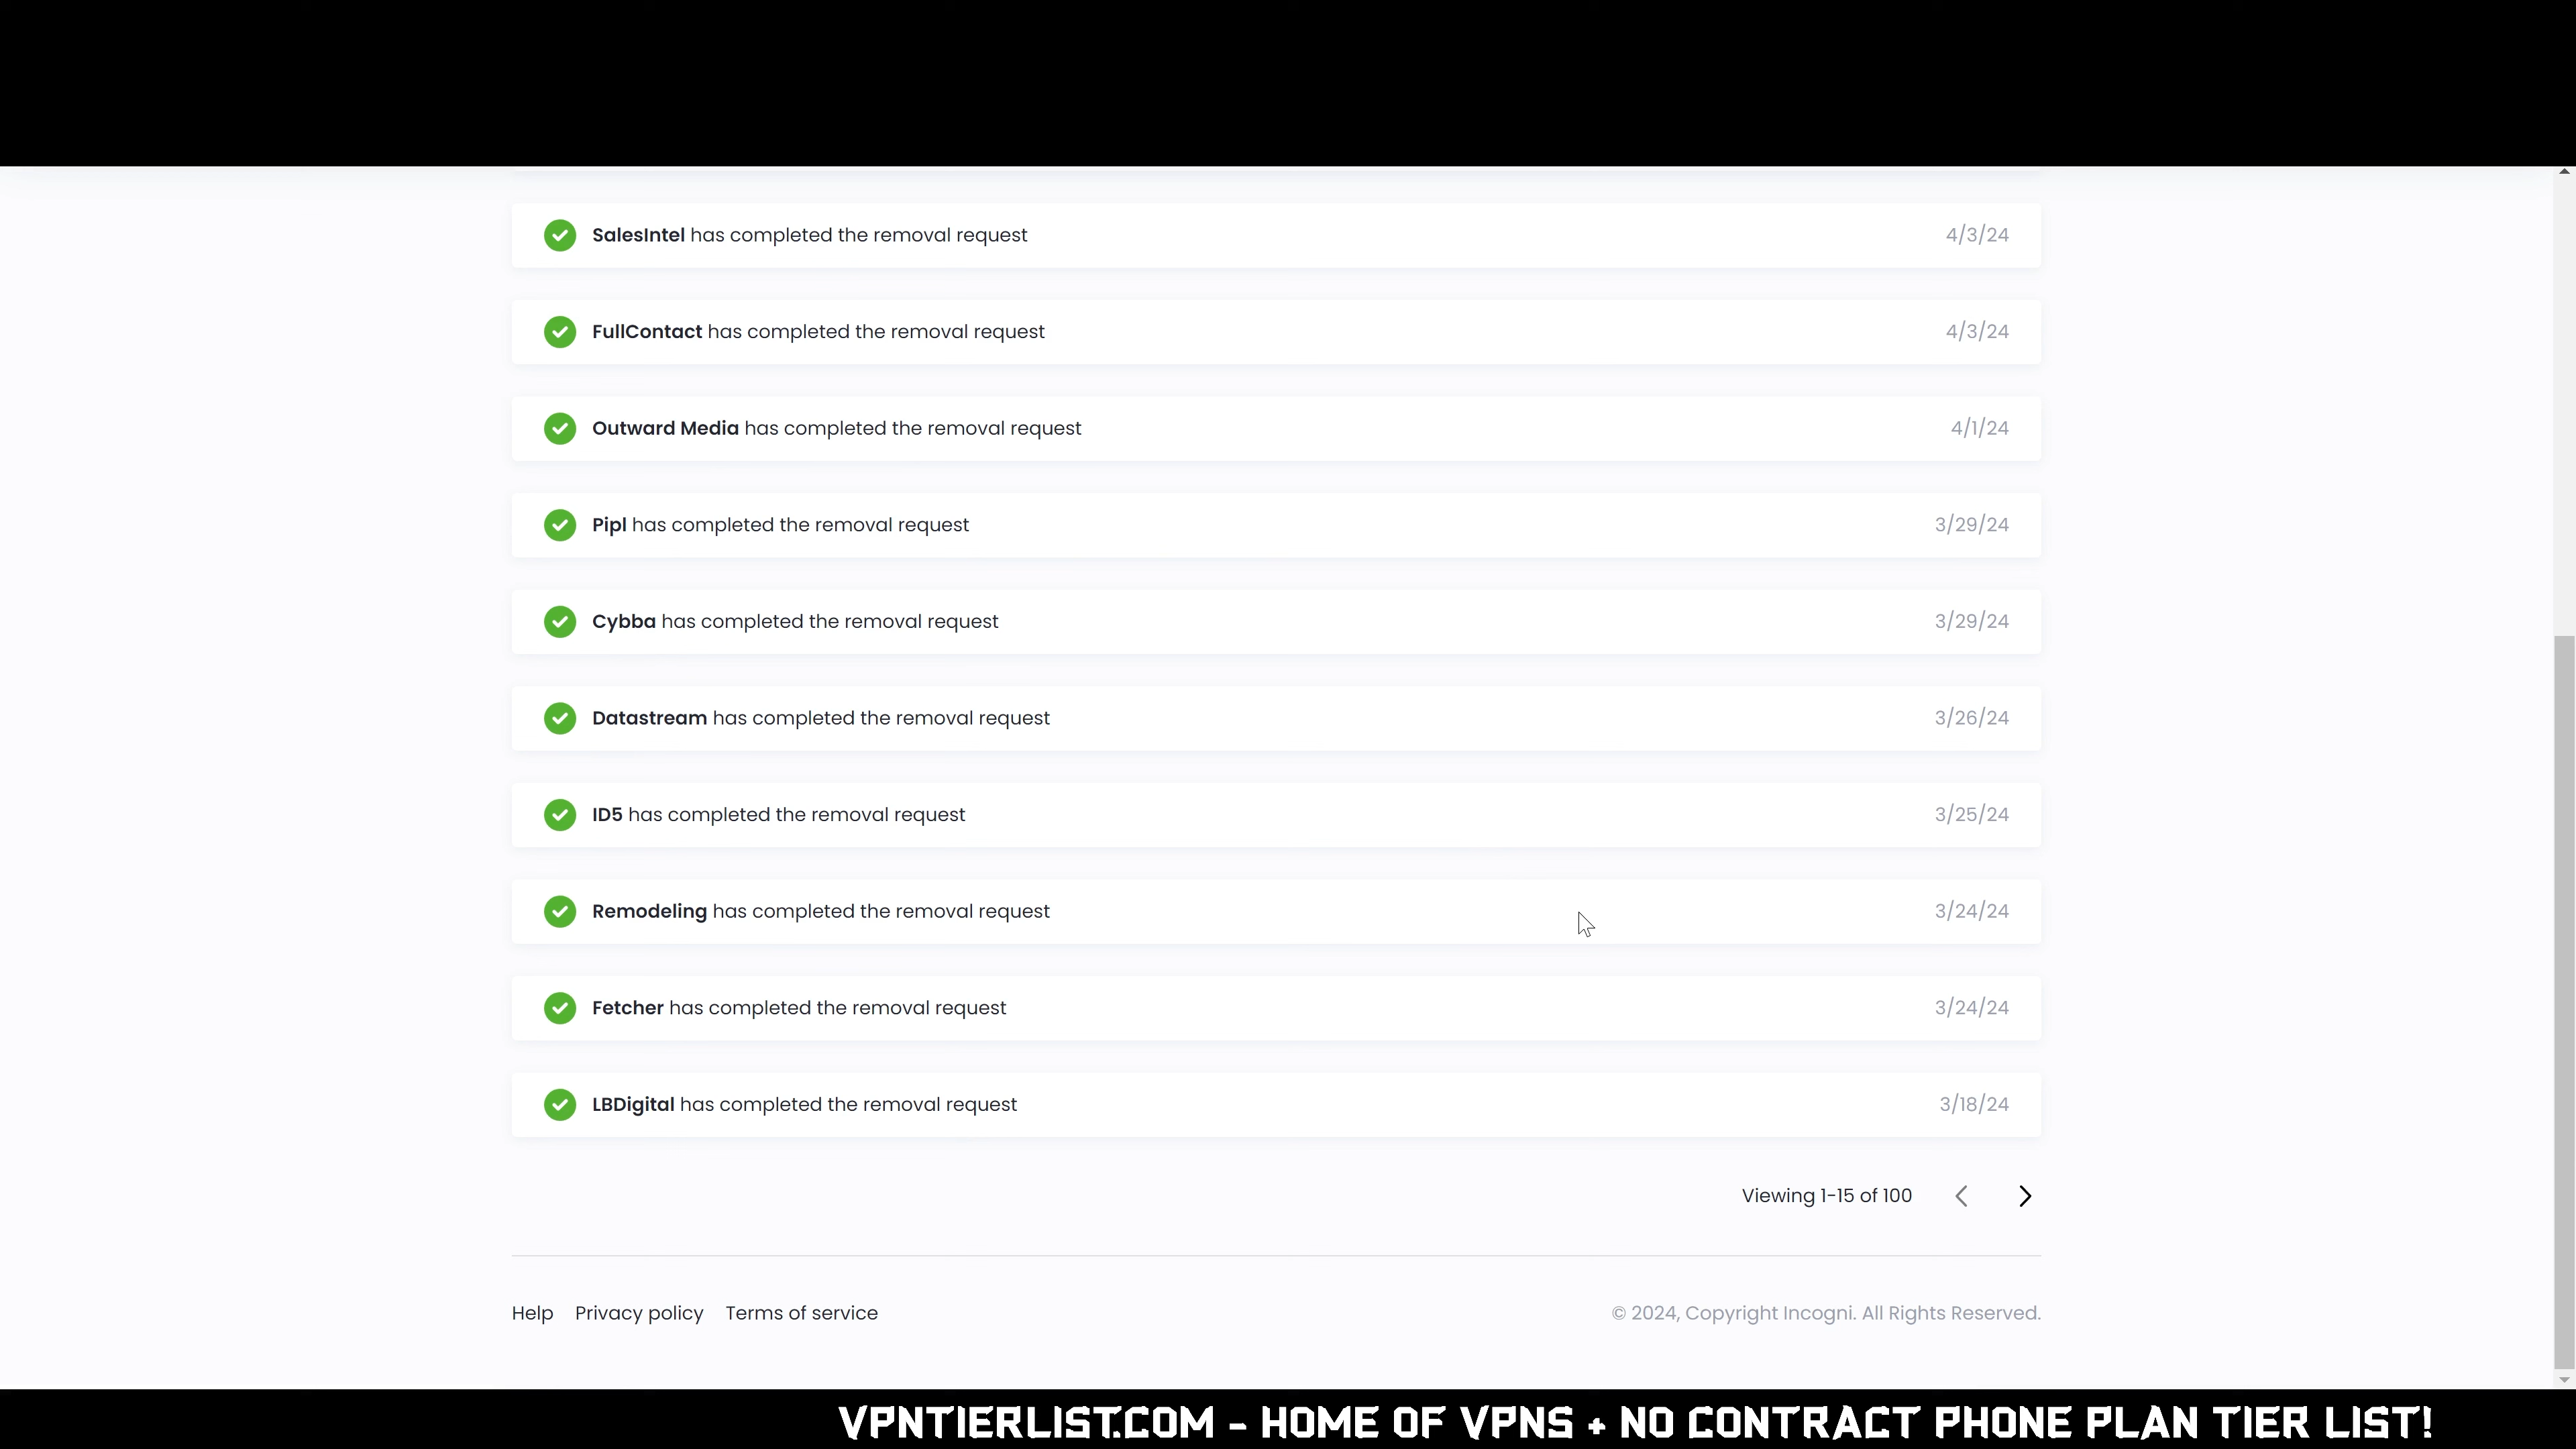 SalesIntel has completed the removal request 4/3/24
FullContact has completed the removal request 4/3/24
Outward Media has completed the removal request 4/1/24
Pipl has completed the removal request 3/29/24
Cybba has completed the removal request 3/29/24
Datastream has completed the removal request 3/26/24
ID5 has completed the removal request 3/25/24
Remodeling has completed the removal request 3/24/24
Fetcher has completed the removal request 3/24/24
LBDigital has completed the removal request 3/18/24
Viewing 1-15 of 100
Help Privacy policy Terms of service © 2024, Copyright Incogni. All Rights Reserved.
VPNTIERLIST.COM - HOME OF VPNS + NO CONTRACT PHONE PLAN TIER LIST!